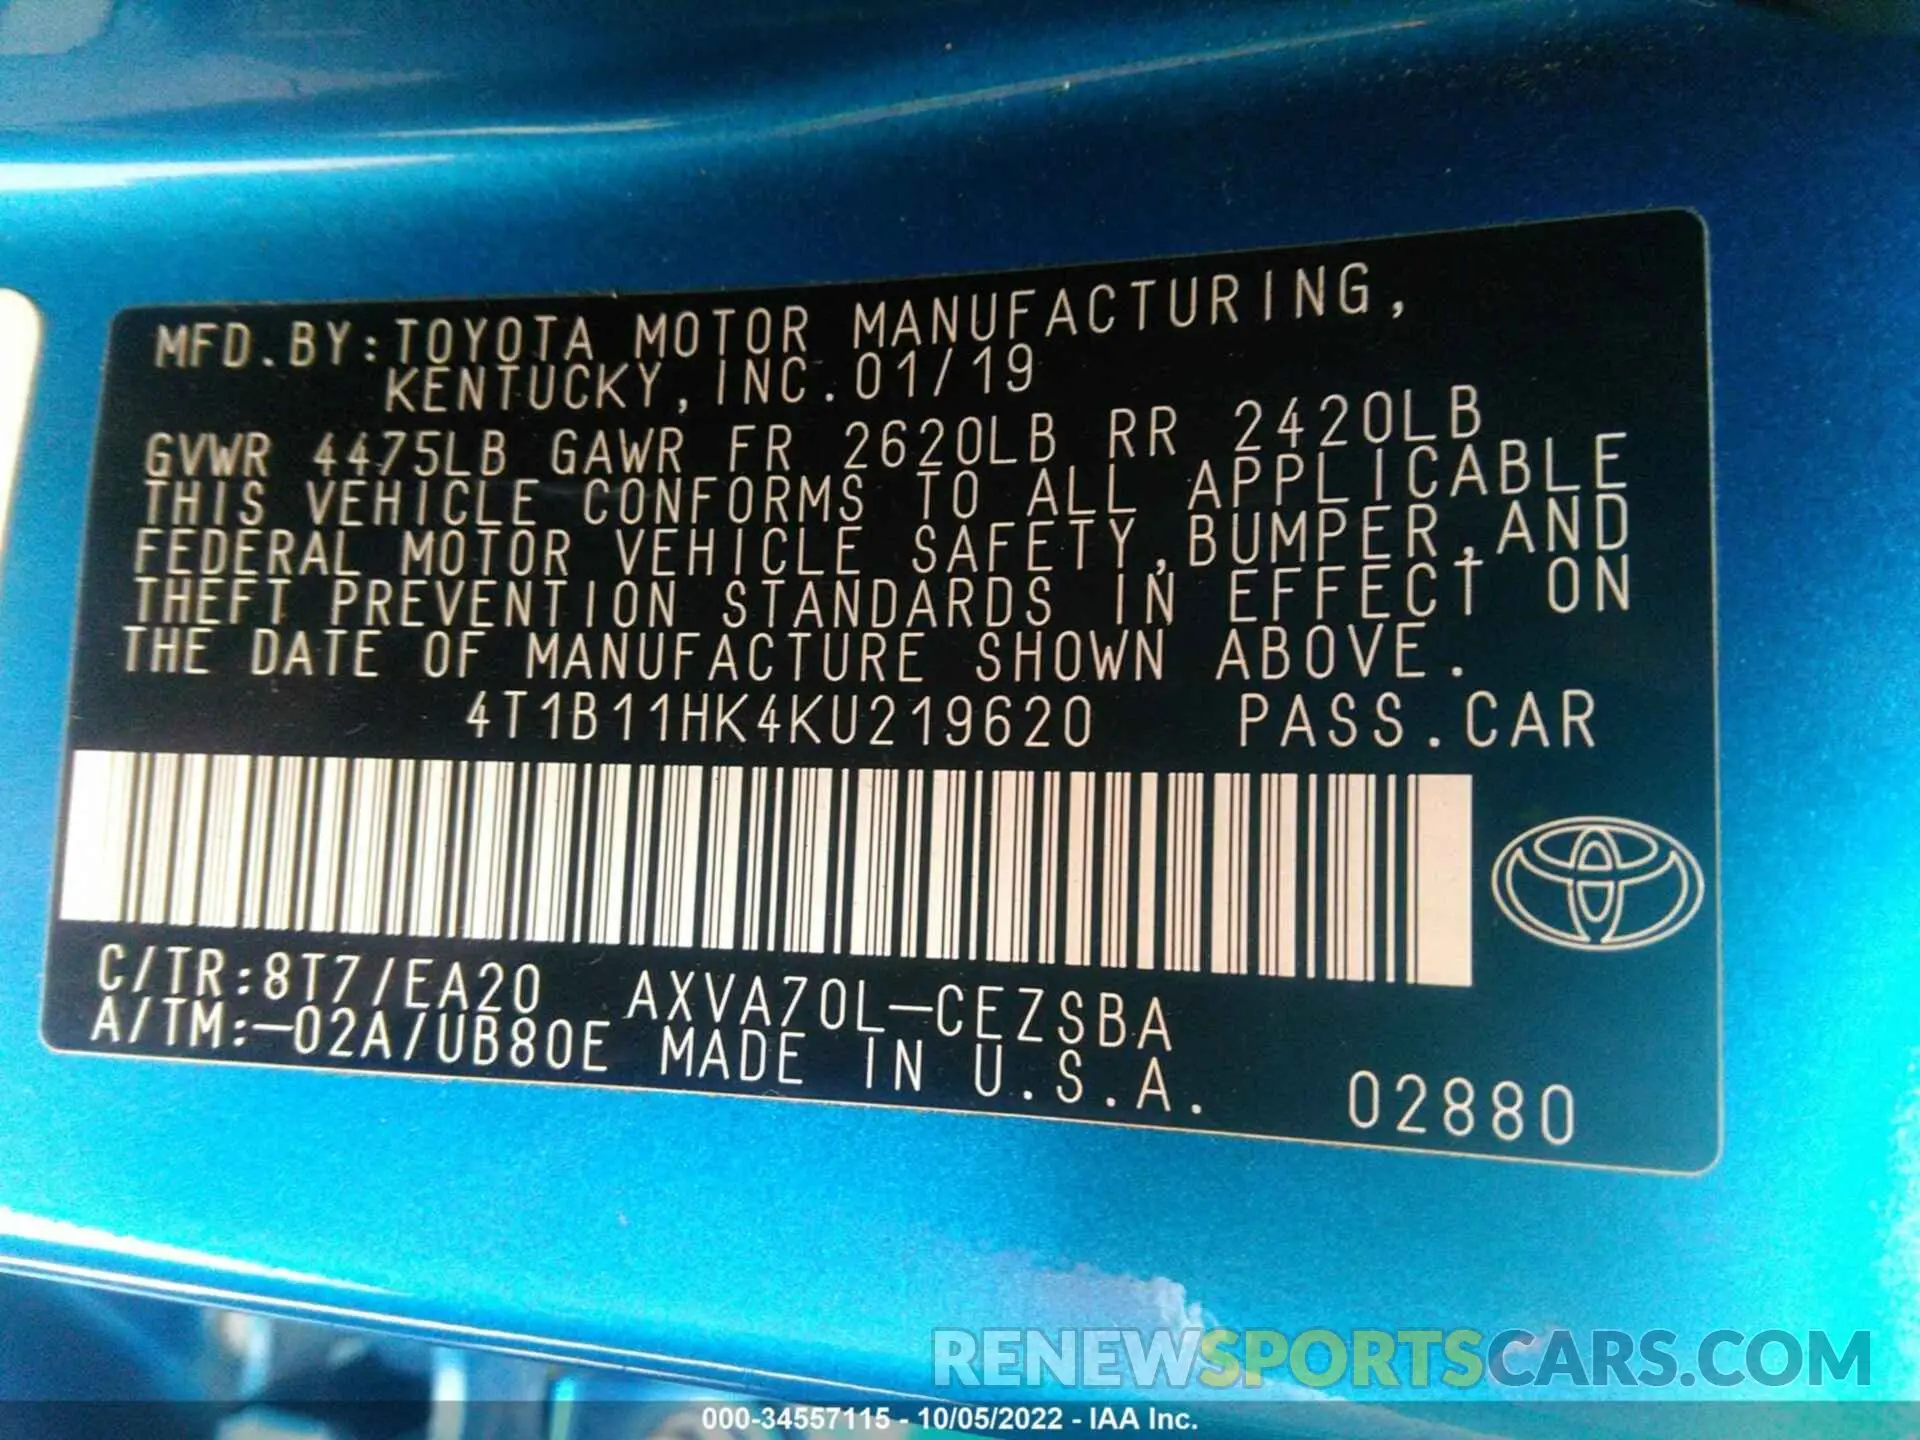 MFD.BY:TOYOTA MOTOR MANUFACTURING,
KENTUCKY,INC.01/19
GVWR 4475LB GAWR FR 2620LB RR 2420LB
THIS VEHICLE CONFORMS TO ALL APPLICABLE
FEDERAL MOTOR VEHICLE SAFETY,BUMPER,AND
THEFT PREVENTION STANDARDS IN EFFECT ON
THE DATE OF MANUFACTURE SHOWN ABOVE.
4T1B11HK4KU219620 PASS.CAR
C/TR:8T7/EA20 AXVA70L-CEZSBA
A/TM:-02A/UB80E MADE IN U.S.A. 02880
RENEWSPORTSCARS.COM
000-34557115 - 10/05/2022 - IAA Inc.